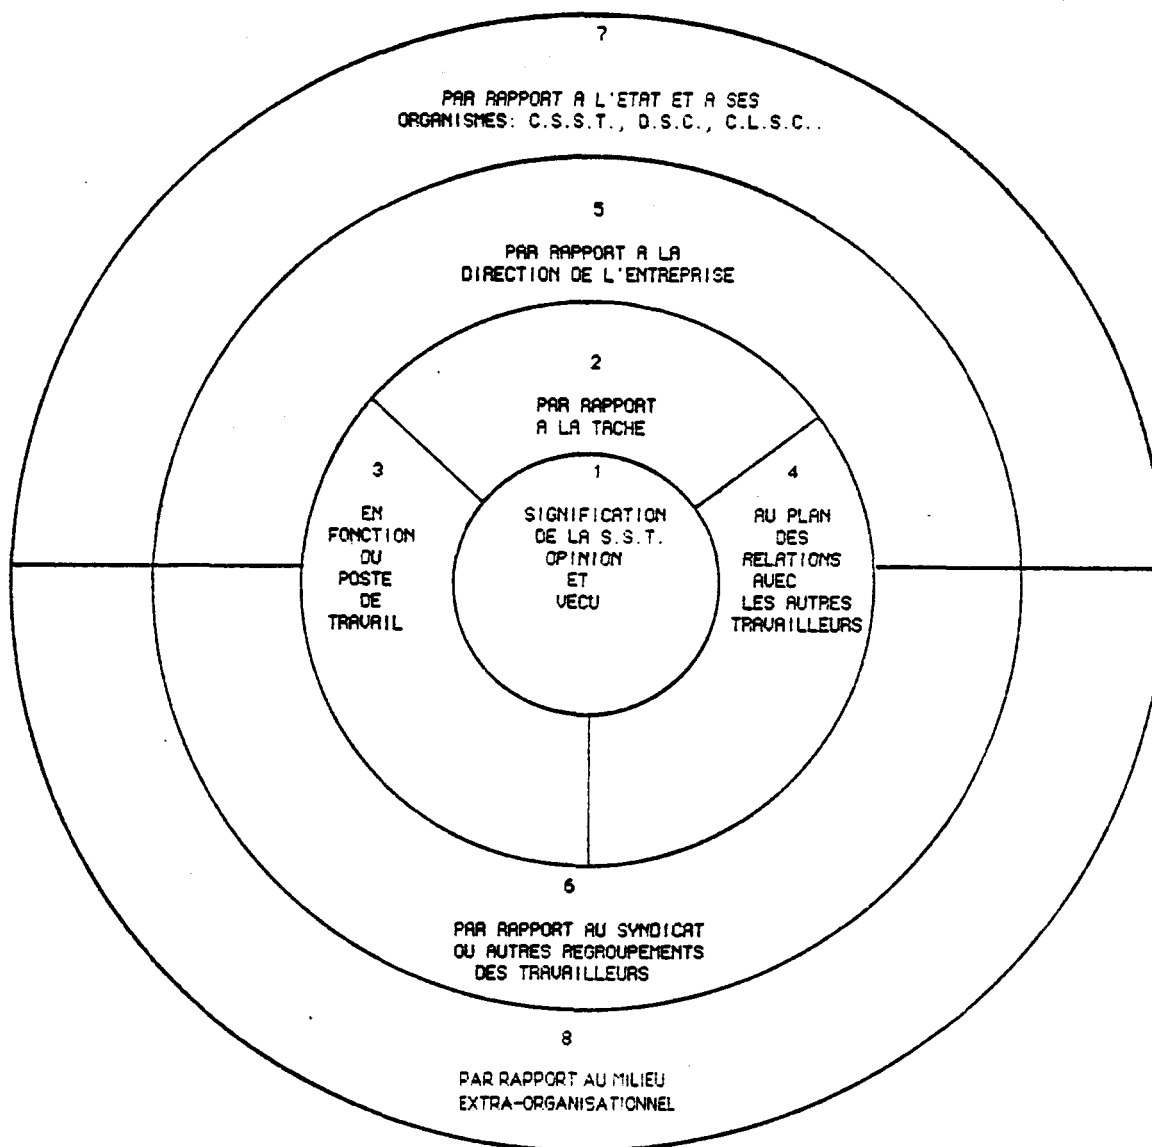 7
PAR RAPPORT A L'ETAT ET A SES
ORGANISMES: C.S.S.T., D.S.C., C.L.S.C..
5
PAR RAPPORT A LA
DIRECTION DE L'ENTREPRISE
2
PAR RAPPORT
A LA TACHE
3
EN
FONCTION
DU
POSTE
DE
TRAVAIL
1
SIGNIFICATION
DE LA S.S.T.
OPINION
ET
VECU
4
AU PLAN
DES
RELATIONS
AVEC
LES AUTRES
TRAVAILLEURS
6
PAR RAPPORT AU SYNDICAT
OU AUTRES REGROUPEMENTS
DES TRAVAILLEURS
8
PAR RAPPORT AU MILIEU
EXTRA-ORGANISATIONNEL